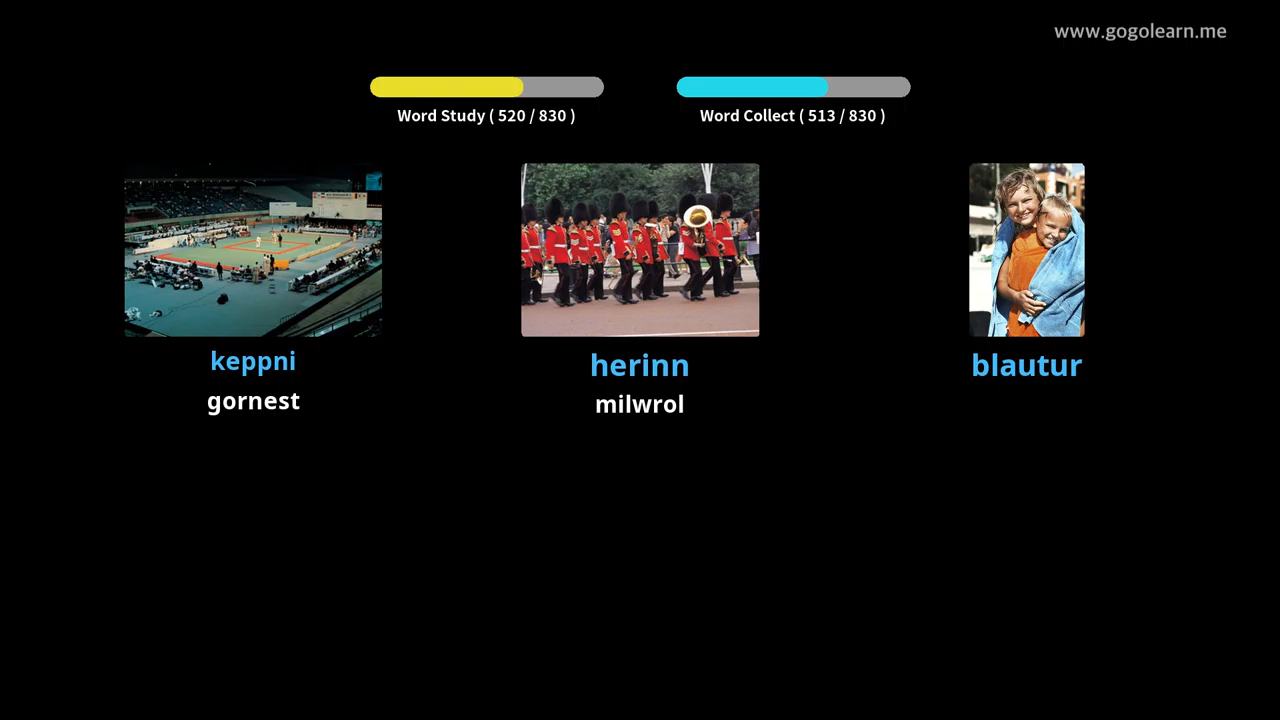 www.gogolearn.me
Word Study ( 520 / 830 )
Word Collect ( 513 / 830 )
keppni
herinn
blautur
gornest
milwrol